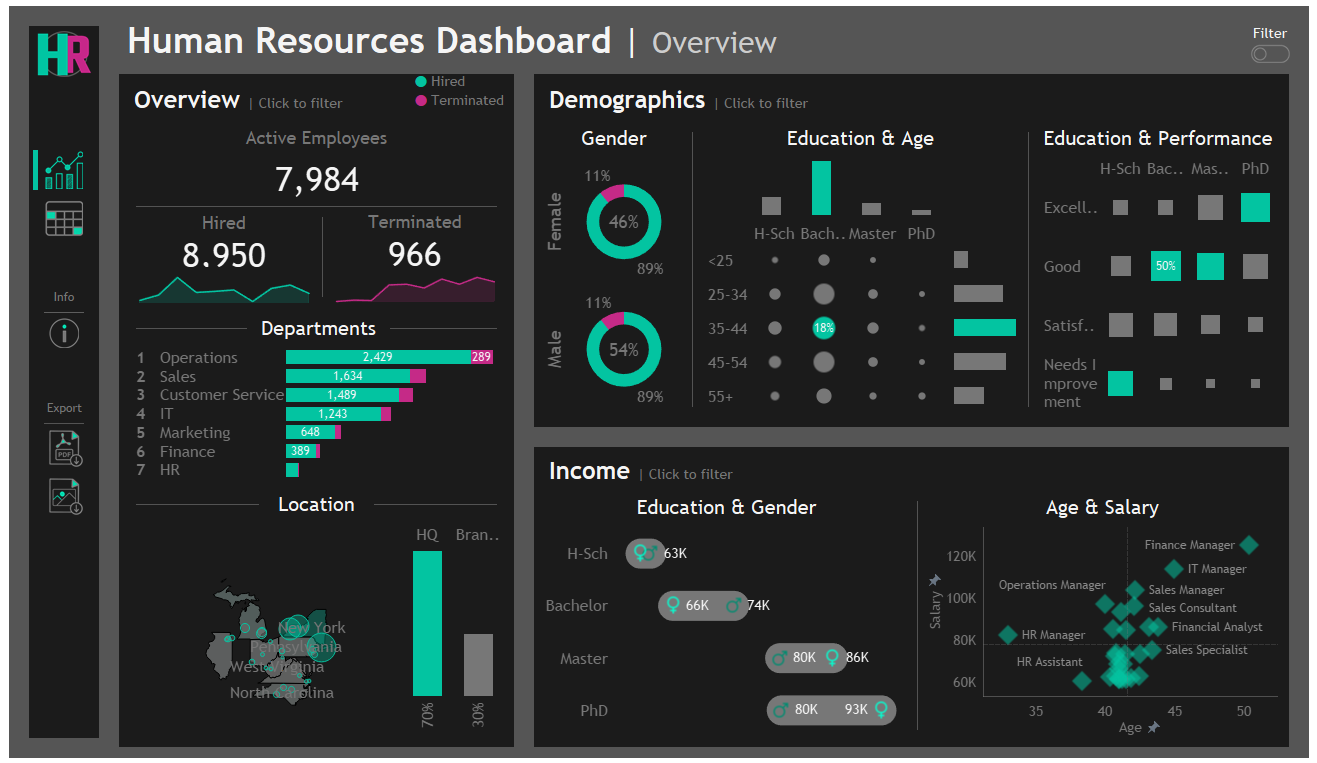 HR
Human Resources Dashboard | Overview
Filter
Info
Export
PDF
Overview | Click to filter
Hired
Terminated
Active Employees
7,984
Hired
8,950
Terminated
966
Departments
1 Operations 2,429 289
2 Sales 1,634
3 Customer Service 1,489
4 IT 1,243
5 Marketing 648
6 Finance 389
7 HR
Location
HQ Bran..
New York
Pennsylvania
West Virginia
North Carolina
70% 30%
Demographics | Click to filter
Gender
Female
11%
46%
89%
Male
11%
54%
89%
Education & Age
H-Sch Bach.. Master PhD
<25
25-34
35-44 18%
45-54
55+
Education & Performance
H-Sch Bac.. Mas.. PhD
Excell..
Good 50%
Satisf..
Needs I
mprove
ment
Income | Click to filter
Education & Gender
H-Sch 63K
Bachelor 66K 74K
Master 80K 86K
PhD 80K 93K
Age & Salary
Salary
120K
100K
80K
60K
Finance Manager
IT Manager
Operations Manager
Sales Manager
Sales Consultant
Financial Analyst
HR Manager
Sales Specialist
HR Assistant
35 40 45 50
Age